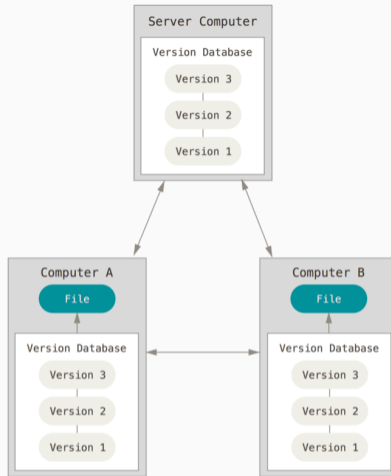 Server Computer
Version Database
Version 3
Version 2
Version 1
Computer A
File
Version Database
Version 3
Version 2
Version 1
Computer B
File
Version Database
Version 3
Version 2
Version 1